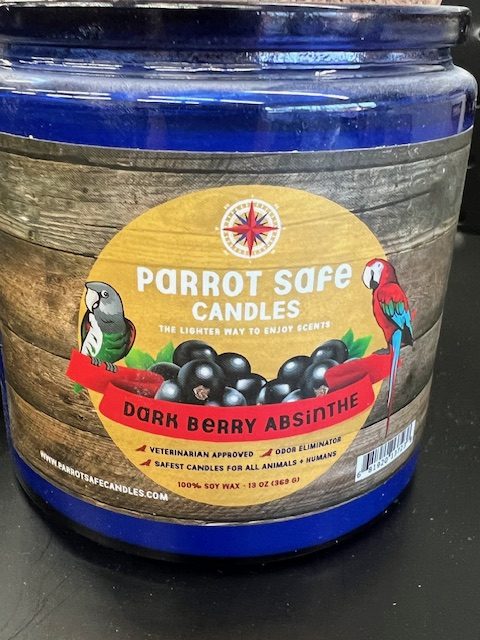 PARROT SAFE
CANDLES
THE LIGHTER WAY TO ENJOY SCENTS
DARK BERRY ABSINTHE
VETERINARIAN APPROVED ODOR ELIMINATOR
SAFEST CANDLES FOR ALL ANIMALS + HUMANS
100% SOY WAX - 13 OZ (369 G)
WWW.PARROTSAFECANDLES.COM